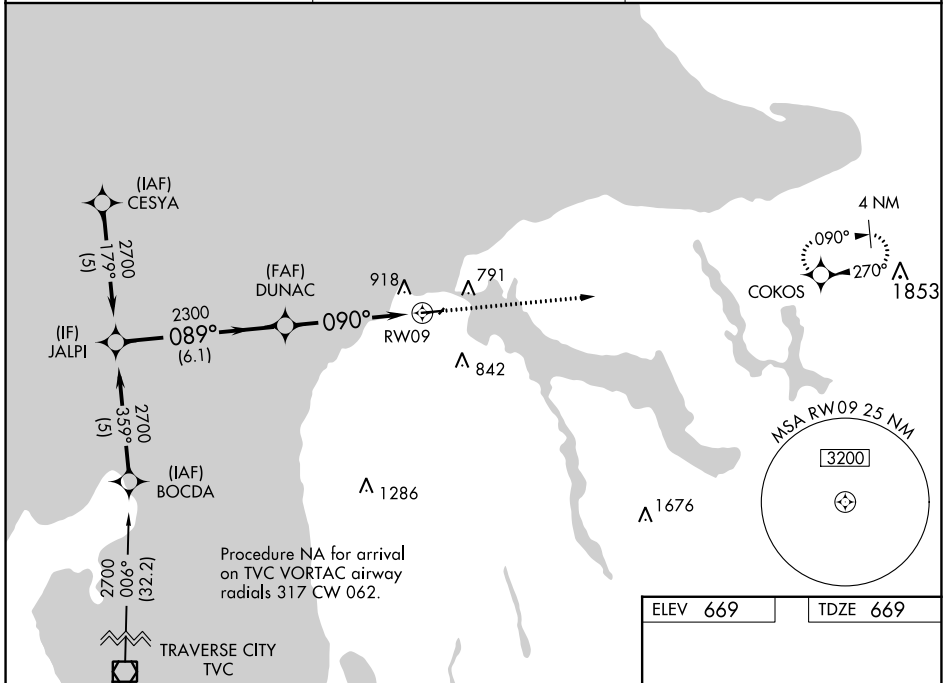 (IAF)
CESYA
2700
179°
(5)
4 NM
090°
270°
COKOS
1853
(FAF)
DUNAC
918
791
2300
089°
(6.1)
090°
RW09
(IF)
JALPI
842
2700
359°
(5)
(IAF)
BOCDA
MSA RW09 25 NM
3200
1286
1676
2700
006°
(32.2)
Procedure NA for arrival
on TVC VORTAC airway
radials 317 CW 062.
TRAVERSE CITY
TVC
ELEV 669
TDZE 669